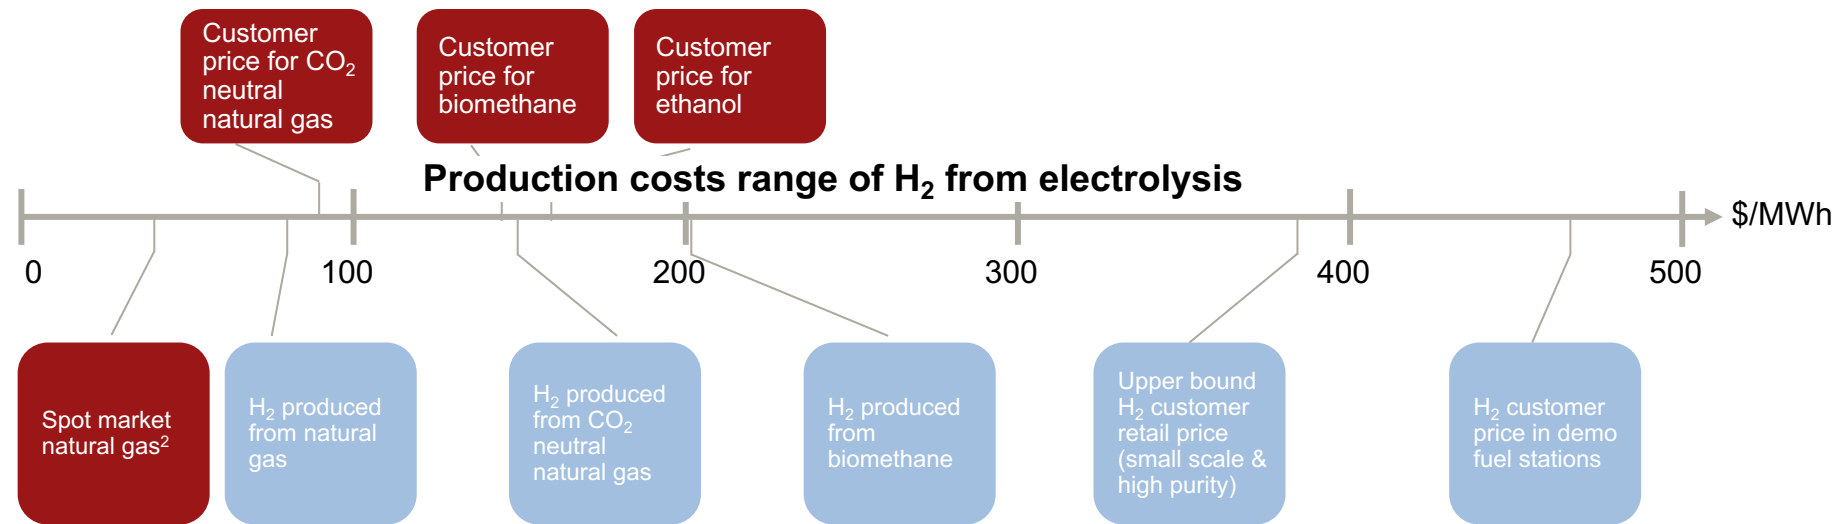 Customer
price for CO₂
neutral
natural gas
Customer
price for
biomethane
Customer
price for
ethanol
Production costs range of H₂ from electrolysis
$/MWh
0
100
200
300
400
500
Spot market
natural gas²
H₂ produced
from natural
gas
H₂ produced
from CO₂
neutral
natural gas
H₂ produced
from
biomethane
Upper bound
H₂ customer
retail price
(small scale &
high purity)
H₂ customer
price in demo
fuel stations